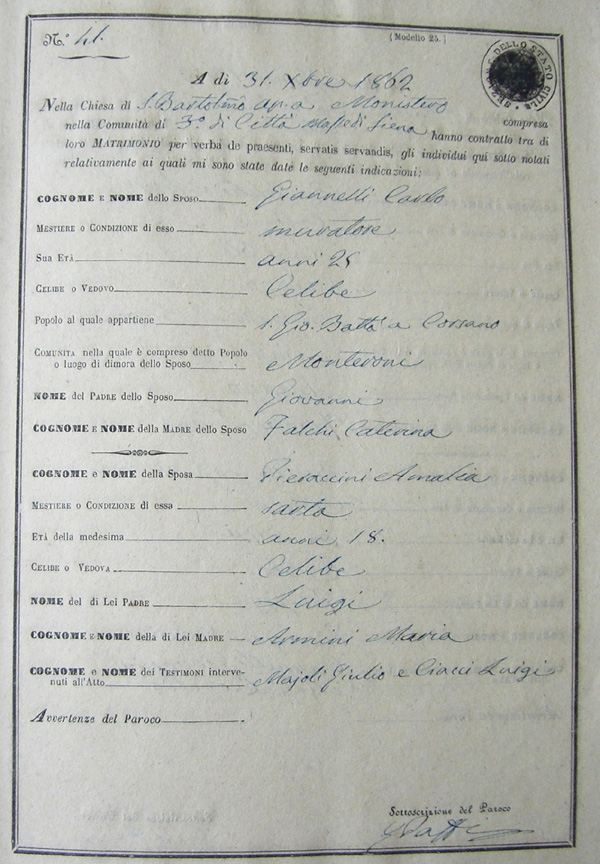 N.° 41.
(Modello 25.)
DELLO STATO CIVILE
A dì 31. Xbre 1862
Nella Chiesa di S. Bartolomeo a Monistero compresa
nella Comunità di 3° di Città Masse di Siena hanno contratto tra di
loro MATRIMONIO per verba de praesenti, servatis servandis, gli individui qui sotto notati
relativamente ai quali mi sono state date le seguenti indicazioni:
COGNOME E NOME dello Sposo Giannelli Carlo
MESTIERE O CONDIZIONE di esso muratore
SUA ETÀ anni 25
CELIBE O VEDOVO Celibe
Popolo al quale appartiene S. Gio. Batta a Corsano
COMUNITÀ nella quale è compreso detto Popolo
o luogo di dimora dello Sposo Monteroni
NOME del PADRE dello Sposo Giovanni
COGNOME E NOME della MADRE dello Sposo Falchi Caterina
COGNOME E NOME della Sposa Pieraccini Amalia
MESTIERE O CONDIZIONE di essa sarta
ETÀ della medesima anni 18.
CELIBE O VEDOVA Celibe
NOME del di Lei PADRE Luigi
COGNOME E NOME della di Lei MADRE Armini Maria
COGNOME E NOME dei TESTIMONI interve-
nuti all'Atto Majoli Giulio e Ciacci Luigi
Avvertenze del Paroco
Sottoscrizione del Paroco